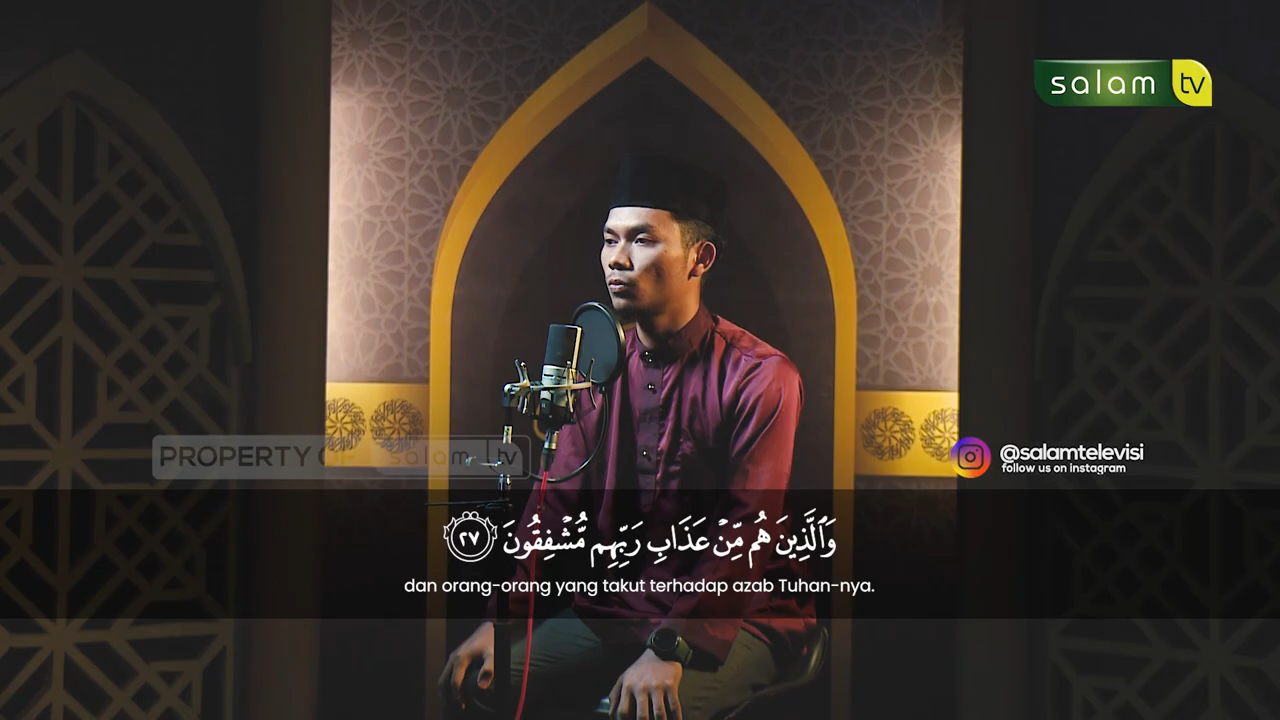 salam tv
PROPERTY OF salam tv
@salamtelevisi
follow us on instagram
وَٱلَّذِينَ هُم مِّنْ عَذَابِ رَبِّهِم مُّشْفِقُونَ ٢٧
dan orang-orang yang takut terhadap azab Tuhan-nya.